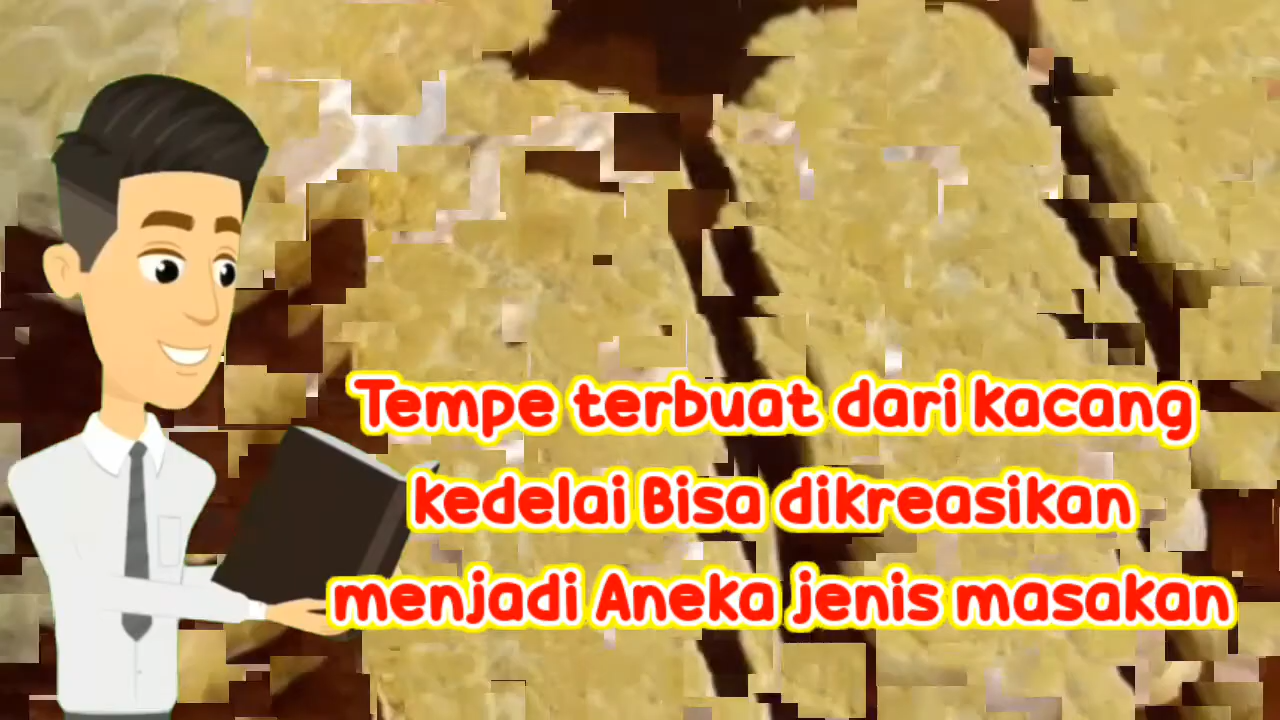 Tempe terbuat dari kacang
kedelai Bisa dikreasikan
menjadi Aneka jenis masakan